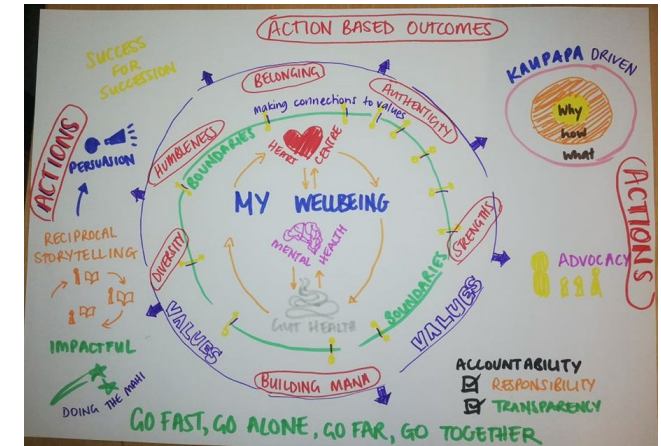 ACTION BASED OUTCOMES
SUCCESS
FOR
SUCCESSION
BELONGING
making connections to values
AUTHENTICITY
KAUPAPA DRIVEN
Why
how
what
ACTIONS
PERSUASION
HUMBLENESS
BOUNDARIES
HEART
CENTRE
MY WELLBEING
MENTAL
HEALTH
STRENGTHS
ACTIONS
RECIPROCAL
STORYTELLING
DIVERSITY
GUT HEALTH
BOUNDARIES
ADVOCACY
VALUES
VALUES
IMPACTFUL
DOING THE MAHI
BUILDING MANA
ACCOUNTABILITY
RESPONSIBILITY
TRANSPARENCY
GO FAST, GO ALONE, GO FAR, GO TOGETHER